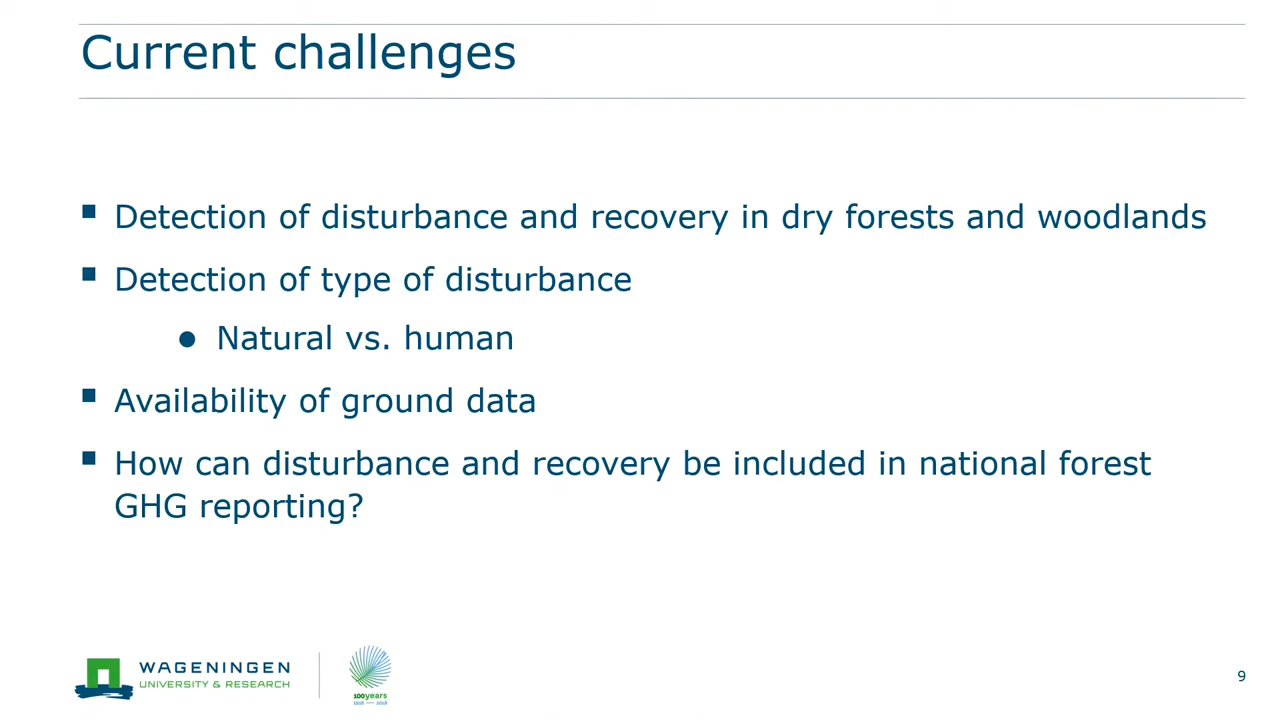 Current challenges
▪ Detection of disturbance and recovery in dry forests and woodlands
▪ Detection of type of disturbance
● Natural vs. human
▪ Availability of ground data
▪ How can disturbance and recovery be included in national forest
GHG reporting?
WAGENINGEN
UNIVERSITY & RESEARCH
100years
1918 — 2018
9